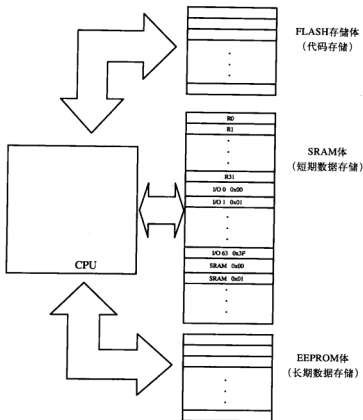 FLASH存储体
(代码存储)
R0
R1
SRAM体
(短期数据存储)
R31
I/O 0 0x00
I/O 1 0x01
I/O 63 0x3F
SRAM 0x00
SRAM 0x01
CPU
EEPROM体
(长期数据存储)